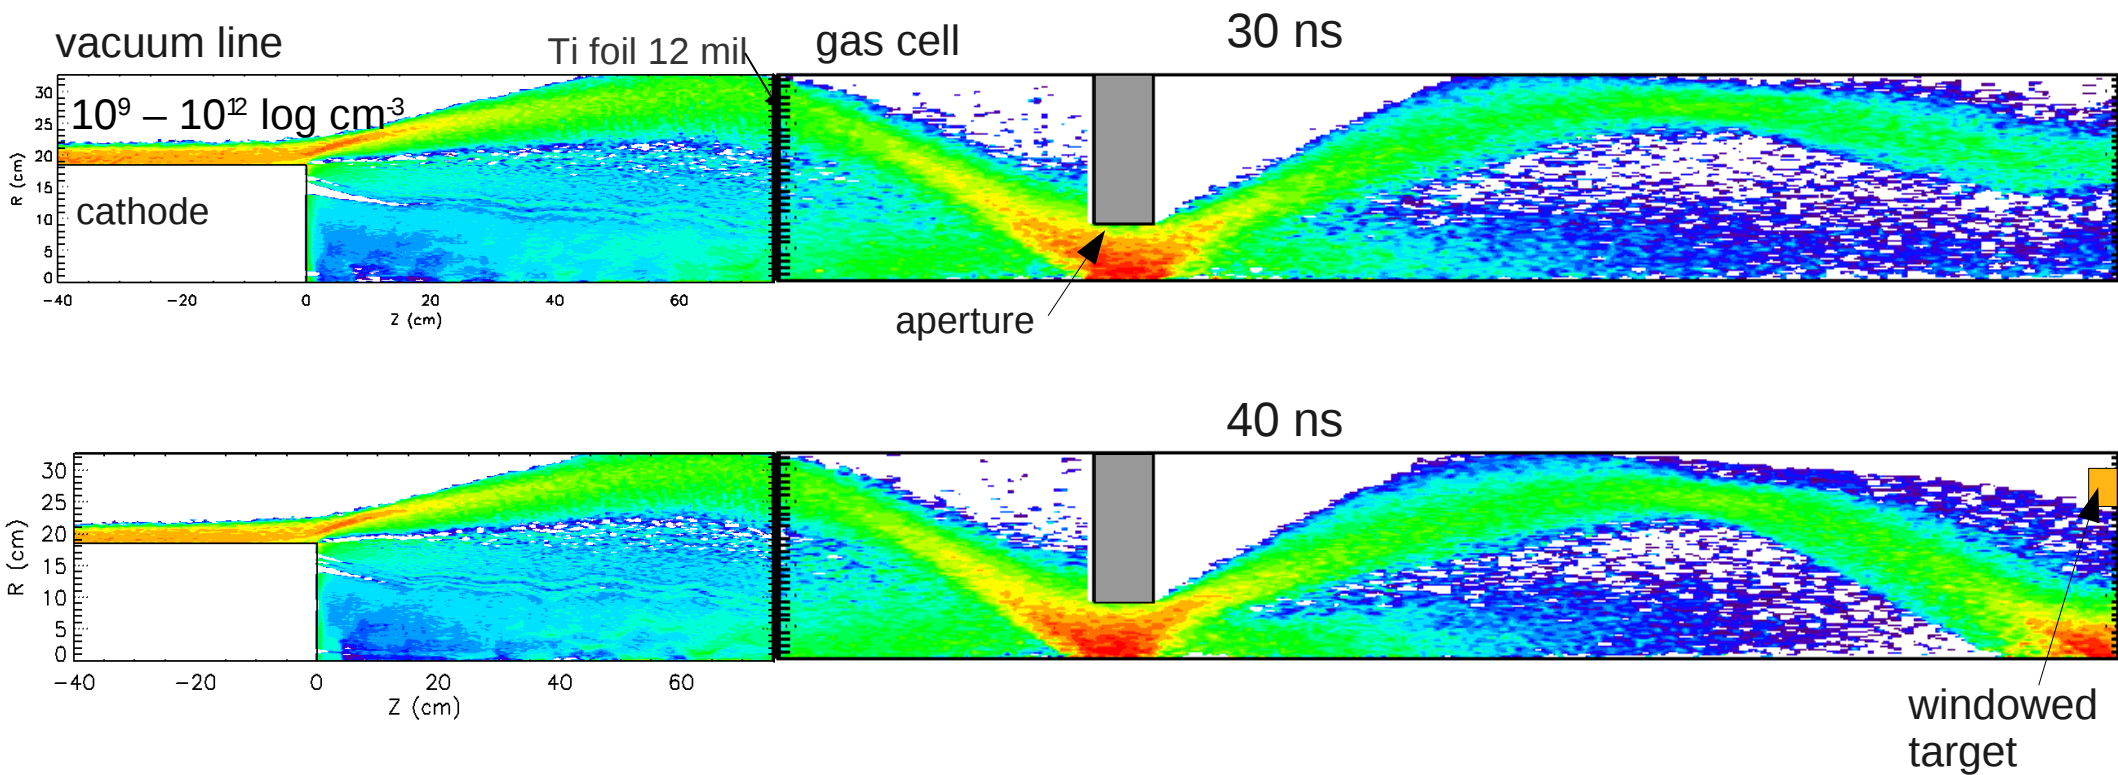 vacuum line
Ti foil 12 mil
gas cell
30 ns
10⁹ – 10¹² log cm⁻³
cathode
R (cm)
30
25
20
15
10
5
0
-40 -20 0 20 40 60
Z (cm)
aperture
40 ns
R (cm)
30
25
20
15
10
5
0
-40 -20 0 20 40 60
Z (cm)
windowed
target